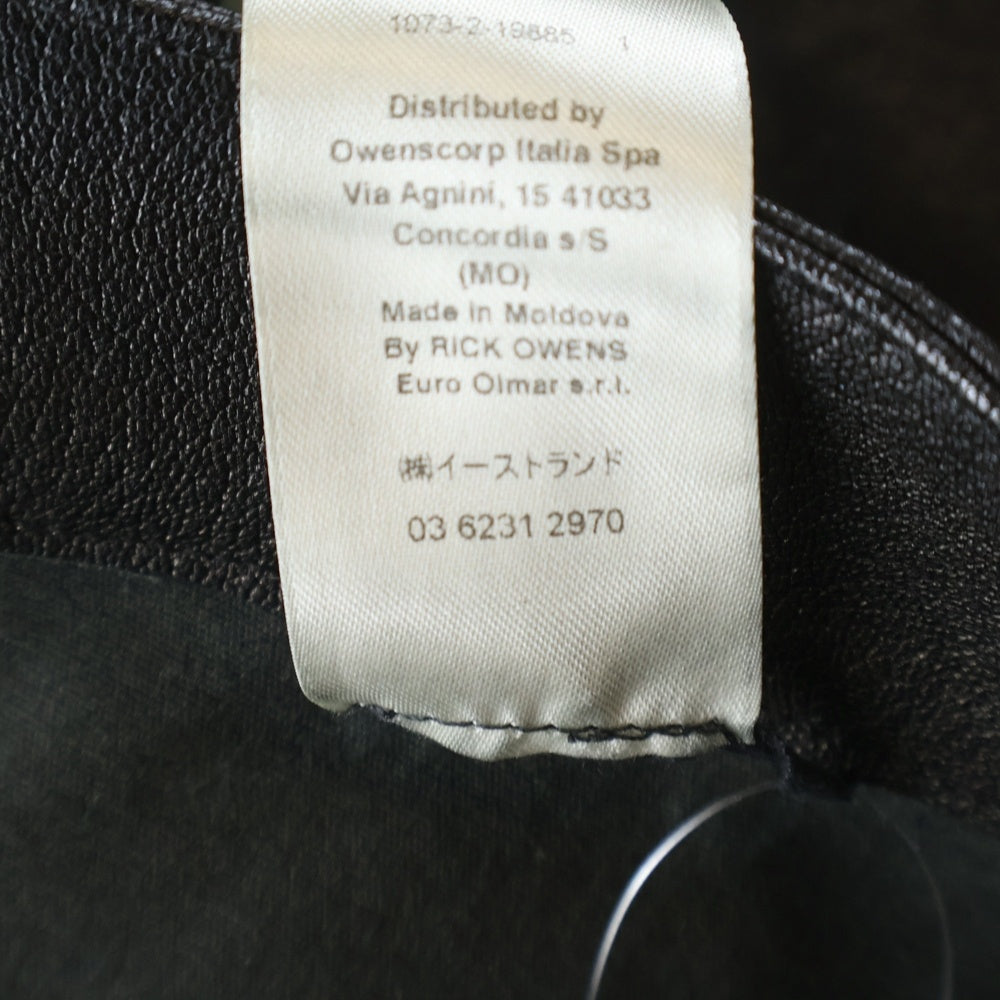 1073-2-19885 1
Distributed by
Owenscorp Italia Spa
Via Agnini, 15 41033
Concordia s/S
(MO)
Made in Moldova
By RICK OWENS
Euro Olmar s.r.l.
㈱イーストランド
03 6231 2970